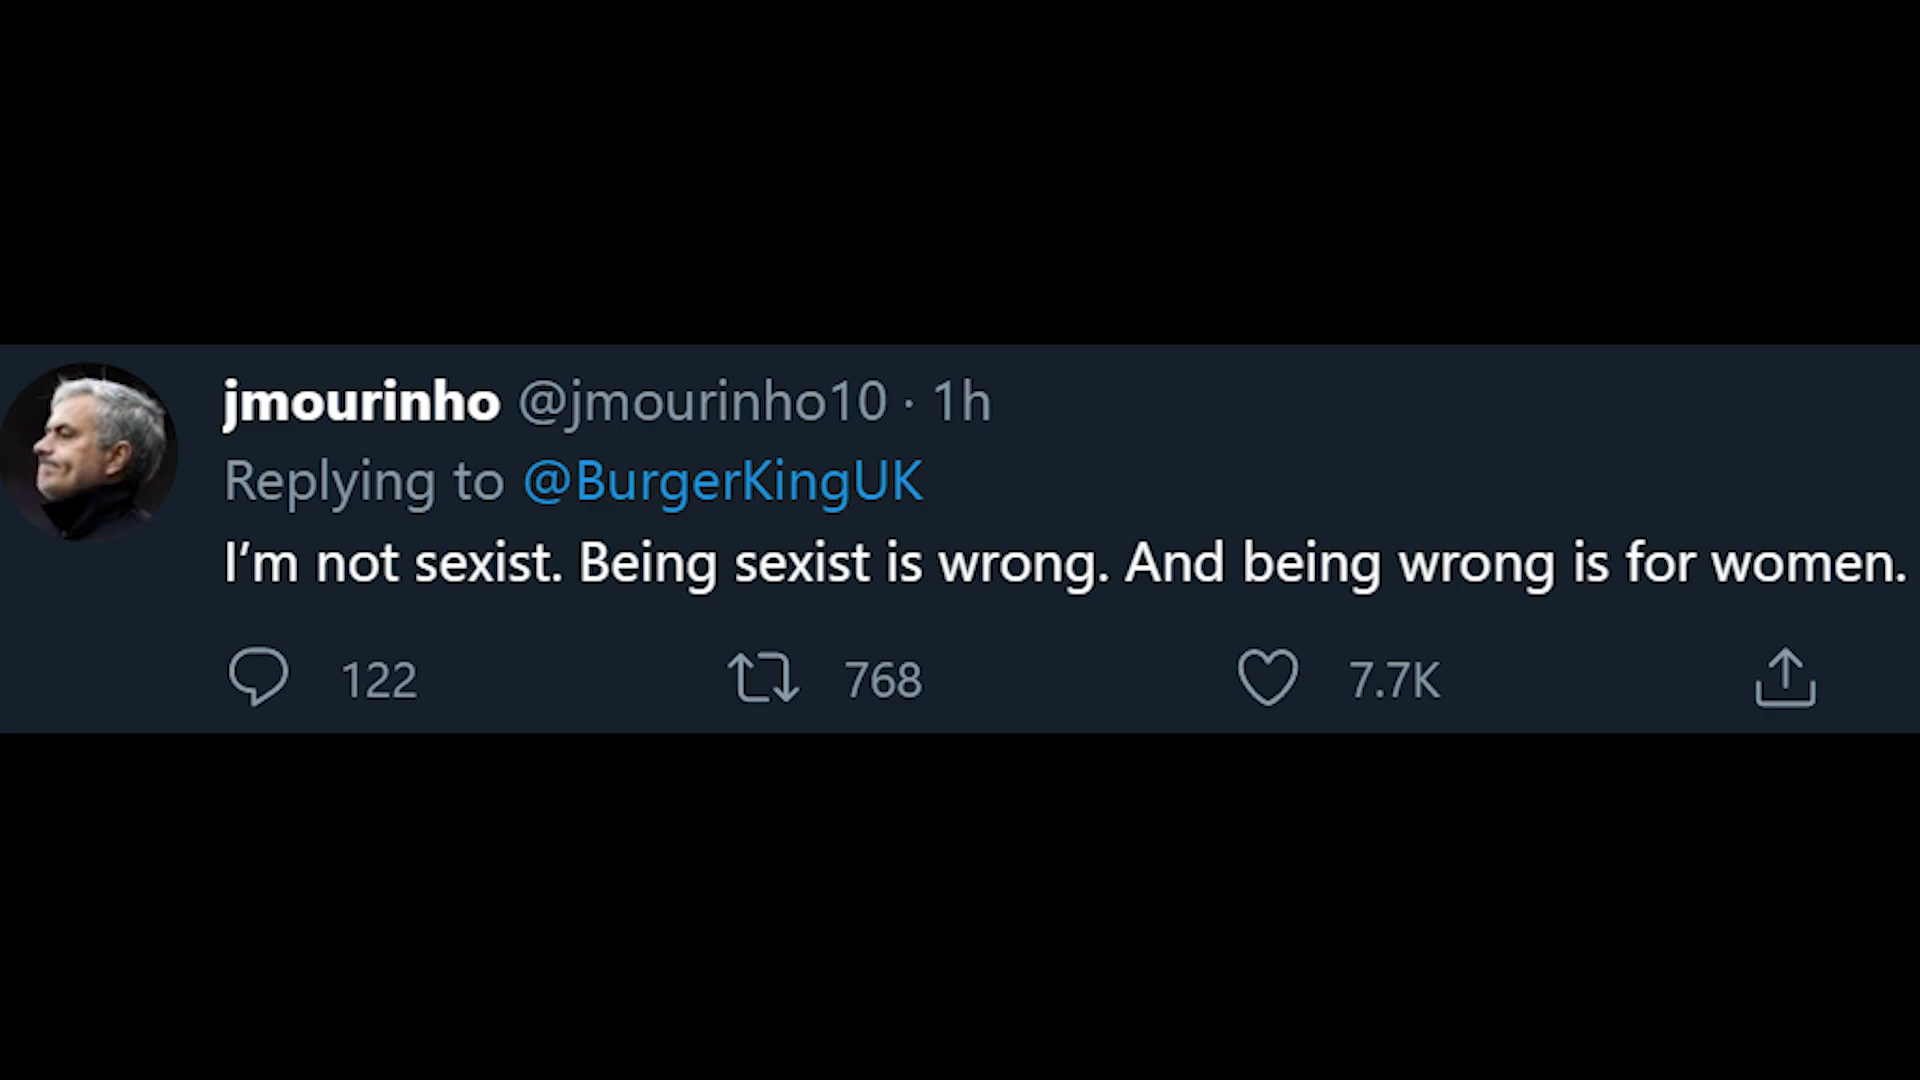 jmourinho @jmourinho10 · 1h
Replying to @BurgerKingUK
I’m not sexist. Being sexist is wrong. And being wrong is for women.
122 768 7.7K